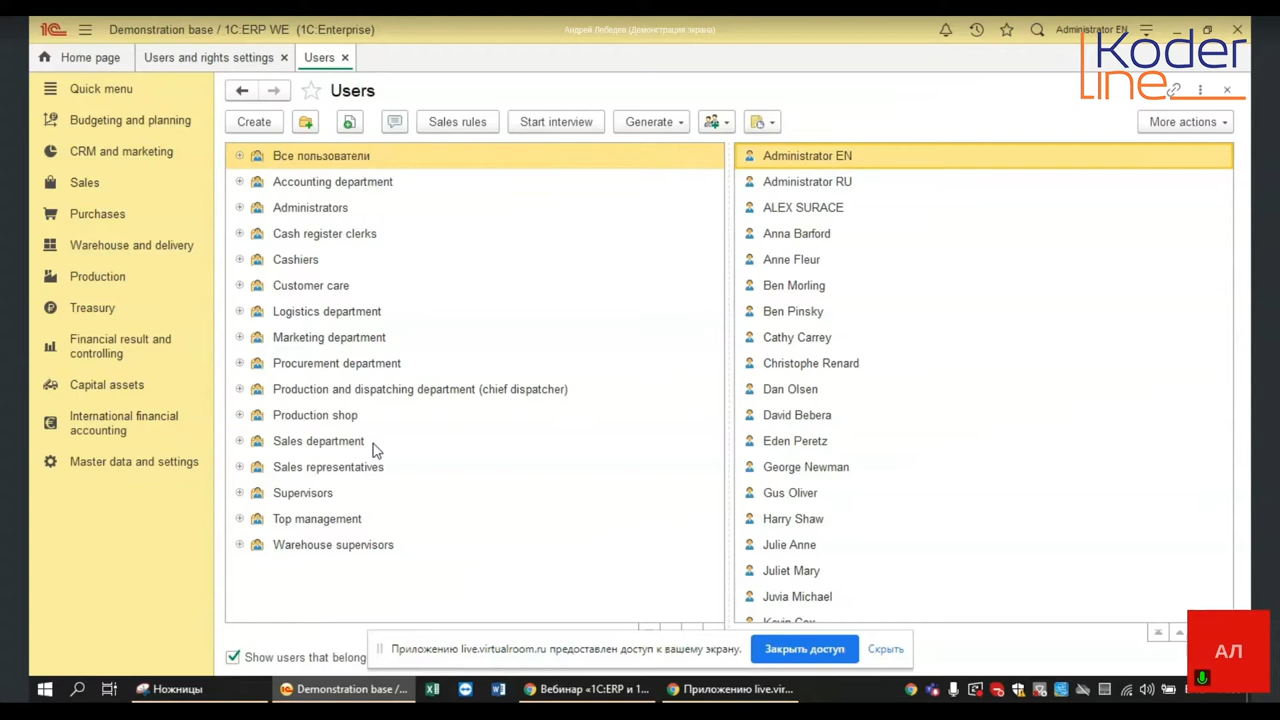 Demonstration base / 1C:ERP WE (1C:Enterprise)
Андрей Лебедев (Демонстрация экрана)
Administrator EN
Koder
line
Home page
Users and rights settings
Users
Quick menu
Budgeting and planning
CRM and marketing
Sales
Purchases
Warehouse and delivery
Production
Treasury
Financial result and
controlling
Capital assets
International financial
accounting
Master data and settings
Users
Create
Sales rules
Start interview
Generate
More actions
Все пользователи
Accounting department
Administrators
Cash register clerks
Cashiers
Customer care
Logistics department
Marketing department
Procurement department
Production and dispatching department (chief dispatcher)
Production shop
Sales department
Sales representatives
Supervisors
Top management
Warehouse supervisors
Administrator EN
Administrator RU
ALEX SURACE
Anna Barford
Anne Fleur
Ben Morling
Ben Pinsky
Cathy Carrey
Christophe Renard
Dan Olsen
David Bebera
Eden Peretz
George Newman
Gus Oliver
Harry Shaw
Julie Anne
Juliet Mary
Juvia Michael
Show users that belong
Приложению live.virtualroom.ru предоставлен доступ к вашему экрану.
Закрыть доступ
Скрыть
АЛ
Ножницы
Demonstration base /...
Вебинар «1С:ERP и 1...
Приложению live.vir...